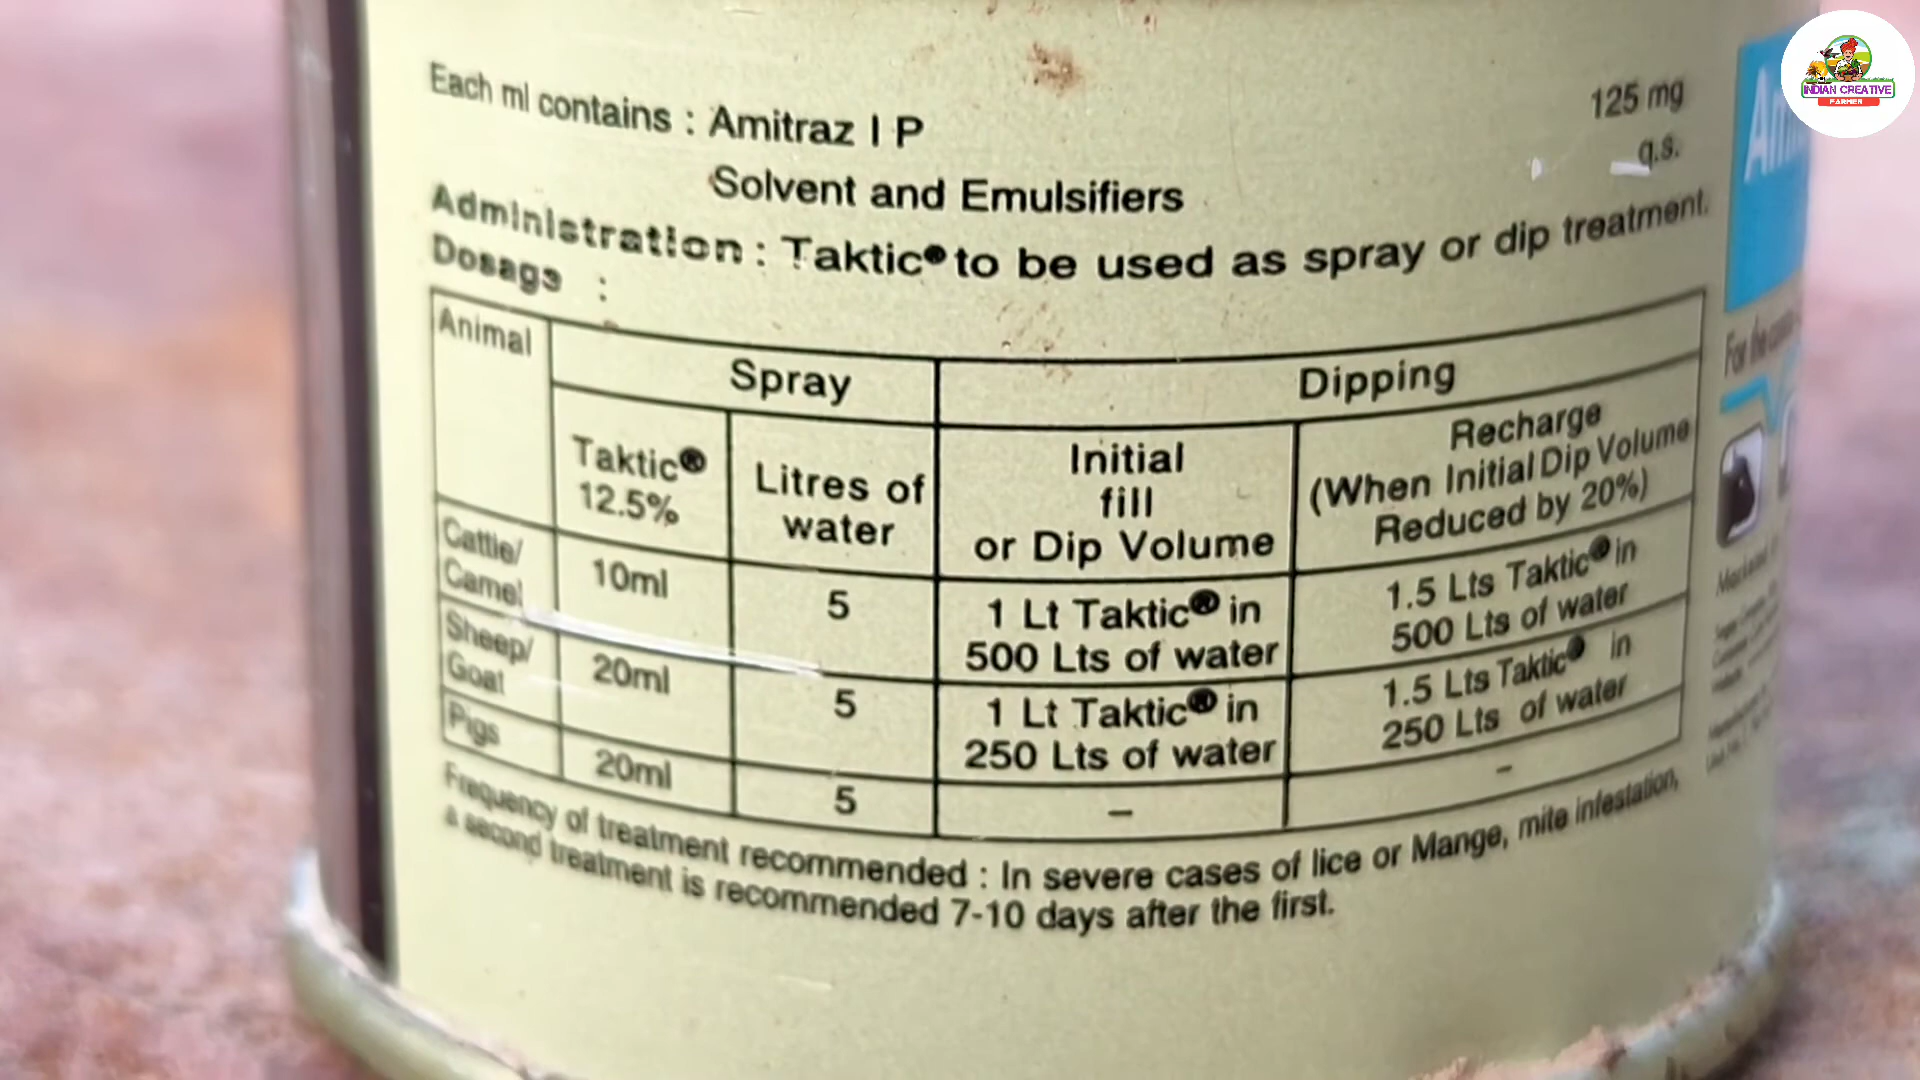 INDIAN CREATIVE
FARMER
Each ml contains : Amitraz I P 125 mg
Solvent and Emulsifiers q.s.
Administration : Taktic® to be used as spray or dip treatment.
Dosage :
Animal
Spray
Dipping
Taktic®
12.5%
Litres of
water
Initial
fill
or Dip Volume
Recharge
(When Initial Dip Volume
Reduced by 20%)
Cattle/
Camel
10ml
5
1 Lt Taktic® in
500 Lts of water
1.5 Lts Taktic® in
500 Lts of water
Sheep/
Goat
20ml
5
1 Lt Taktic® in
250 Lts of water
1.5 Lts Taktic® in
250 Lts of water
Pigs
20ml
5
–
–
Frequency of treatment recommended : In severe cases of lice or Mange, mite infestation,
a second treatment is recommended 7-10 days after the first.
For the